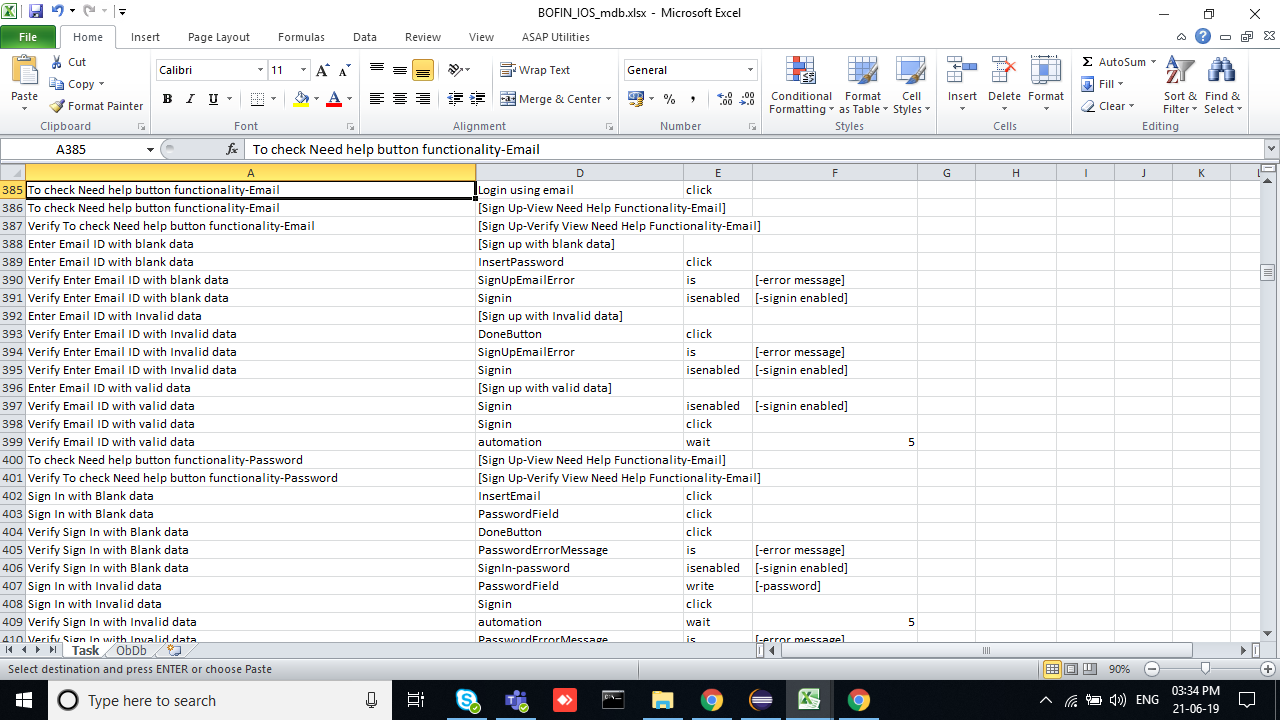 BOFIN_IOS_mdb.xlsx - Microsoft Excel
File Home Insert Page Layout Formulas Data Review View ASAP Utilities
Paste Cut Copy Format Painter Clipboard
Calibri 11 A A B I U A Font
Wrap Text Merge & Center Alignment
General % , .00 .0 Number
Conditional Formatting Format as Table Cell Styles Styles
Insert Delete Format Cells
AutoSum Fill Clear Sort & Filter Find & Select Editing
A385 fx To check Need help button functionality-Email
A D E F G H I J K L
385 To check Need help button functionality-Email Login using email click
386 To check Need help button functionality-Email [Sign Up-View Need Help Functionality-Email]
387 Verify To check Need help button functionality-Email [Sign Up-Verify View Need Help Functionality-Email]
388 Enter Email ID with blank data [Sign up with blank data]
389 Enter Email ID with blank data InsertPassword click
390 Verify Enter Email ID with blank data SignUpEmailError is [-error message]
391 Verify Enter Email ID with blank data Signin isenabled [-signin enabled]
392 Enter Email ID with Invalid data [Sign up with Invalid data]
393 Verify Enter Email ID with Invalid data DoneButton click
394 Verify Enter Email ID with Invalid data SignUpEmailError is [-error message]
395 Verify Enter Email ID with Invalid data Signin isenabled [-signin enabled]
396 Enter Email ID with valid data [Sign up with valid data]
397 Verify Email ID with valid data Signin isenabled [-signin enabled]
398 Verify Email ID with valid data Signin click
399 Verify Email ID with valid data automation wait 5
400 To check Need help button functionality-Password [Sign Up-View Need Help Functionality-Email]
401 Verify To check Need help button functionality-Password [Sign Up-Verify View Need Help Functionality-Email]
402 Sign In with Blank data InsertEmail click
403 Sign In with Blank data PasswordField click
404 Verify Sign In with Blank data DoneButton click
405 Verify Sign In with Blank data PasswordErrorMessage is [-error message]
406 Verify Sign In with Blank data SignIn-password isenabled [-signin enabled]
407 Sign In with Invalid data PasswordField write [-password]
408 Sign In with Invalid data Signin click
409 Verify Sign In with Invalid data automation wait 5
410 Verify Sign In with Invalid data PasswordErrorMessage is [-error message]
Task ObDb
Select destination and press ENTER or choose Paste 90%
Type here to search ENG 03:34 PM
21-06-19